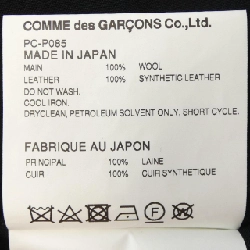 COMME des GARÇONS Co.,Ltd.
PC-P065
MADE IN JAPAN
MAIN 100% WOOL
LEATHER 100% SYNTHETIC LEATHER
DO NOT WASH.
COOL IRON.
DRYCLEAN, PETROLEUM SOLVENT ONLY. SHORT CYCLE.
FABRIQUE AU JAPON
PRINCIPAL 100% LAINE
CUIR 100% CUIR SYNTHETIQUE
F